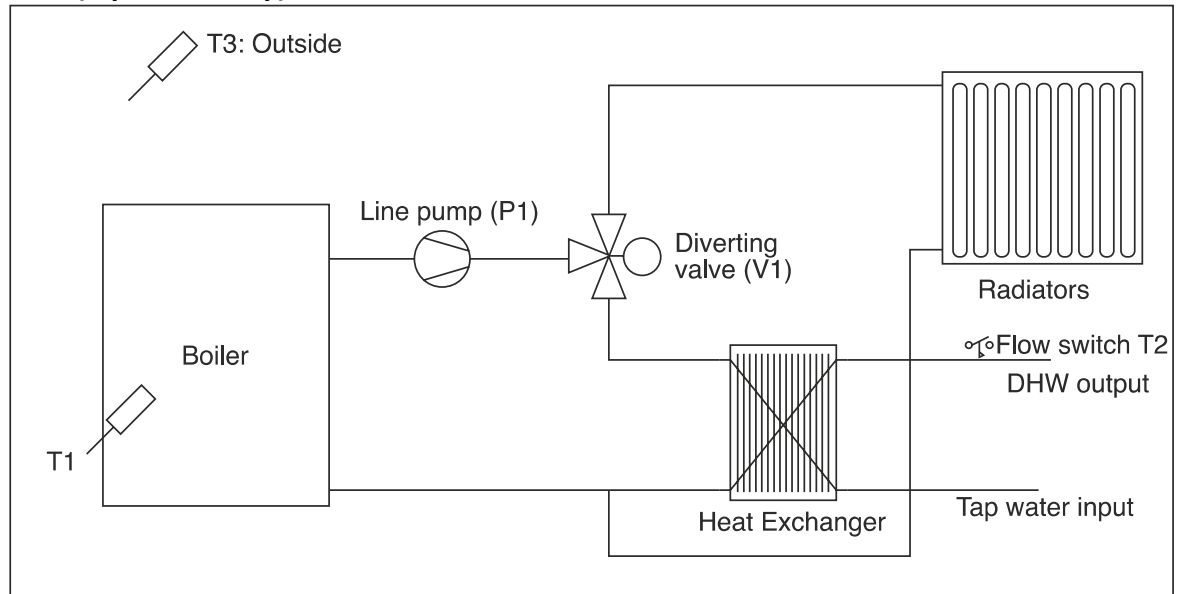 T3: Outside
Line pump (P1)
Diverting
valve (V1)
Radiators
Boiler
Flow switch T2
DHW output
T1
Tap water input
Heat Exchanger